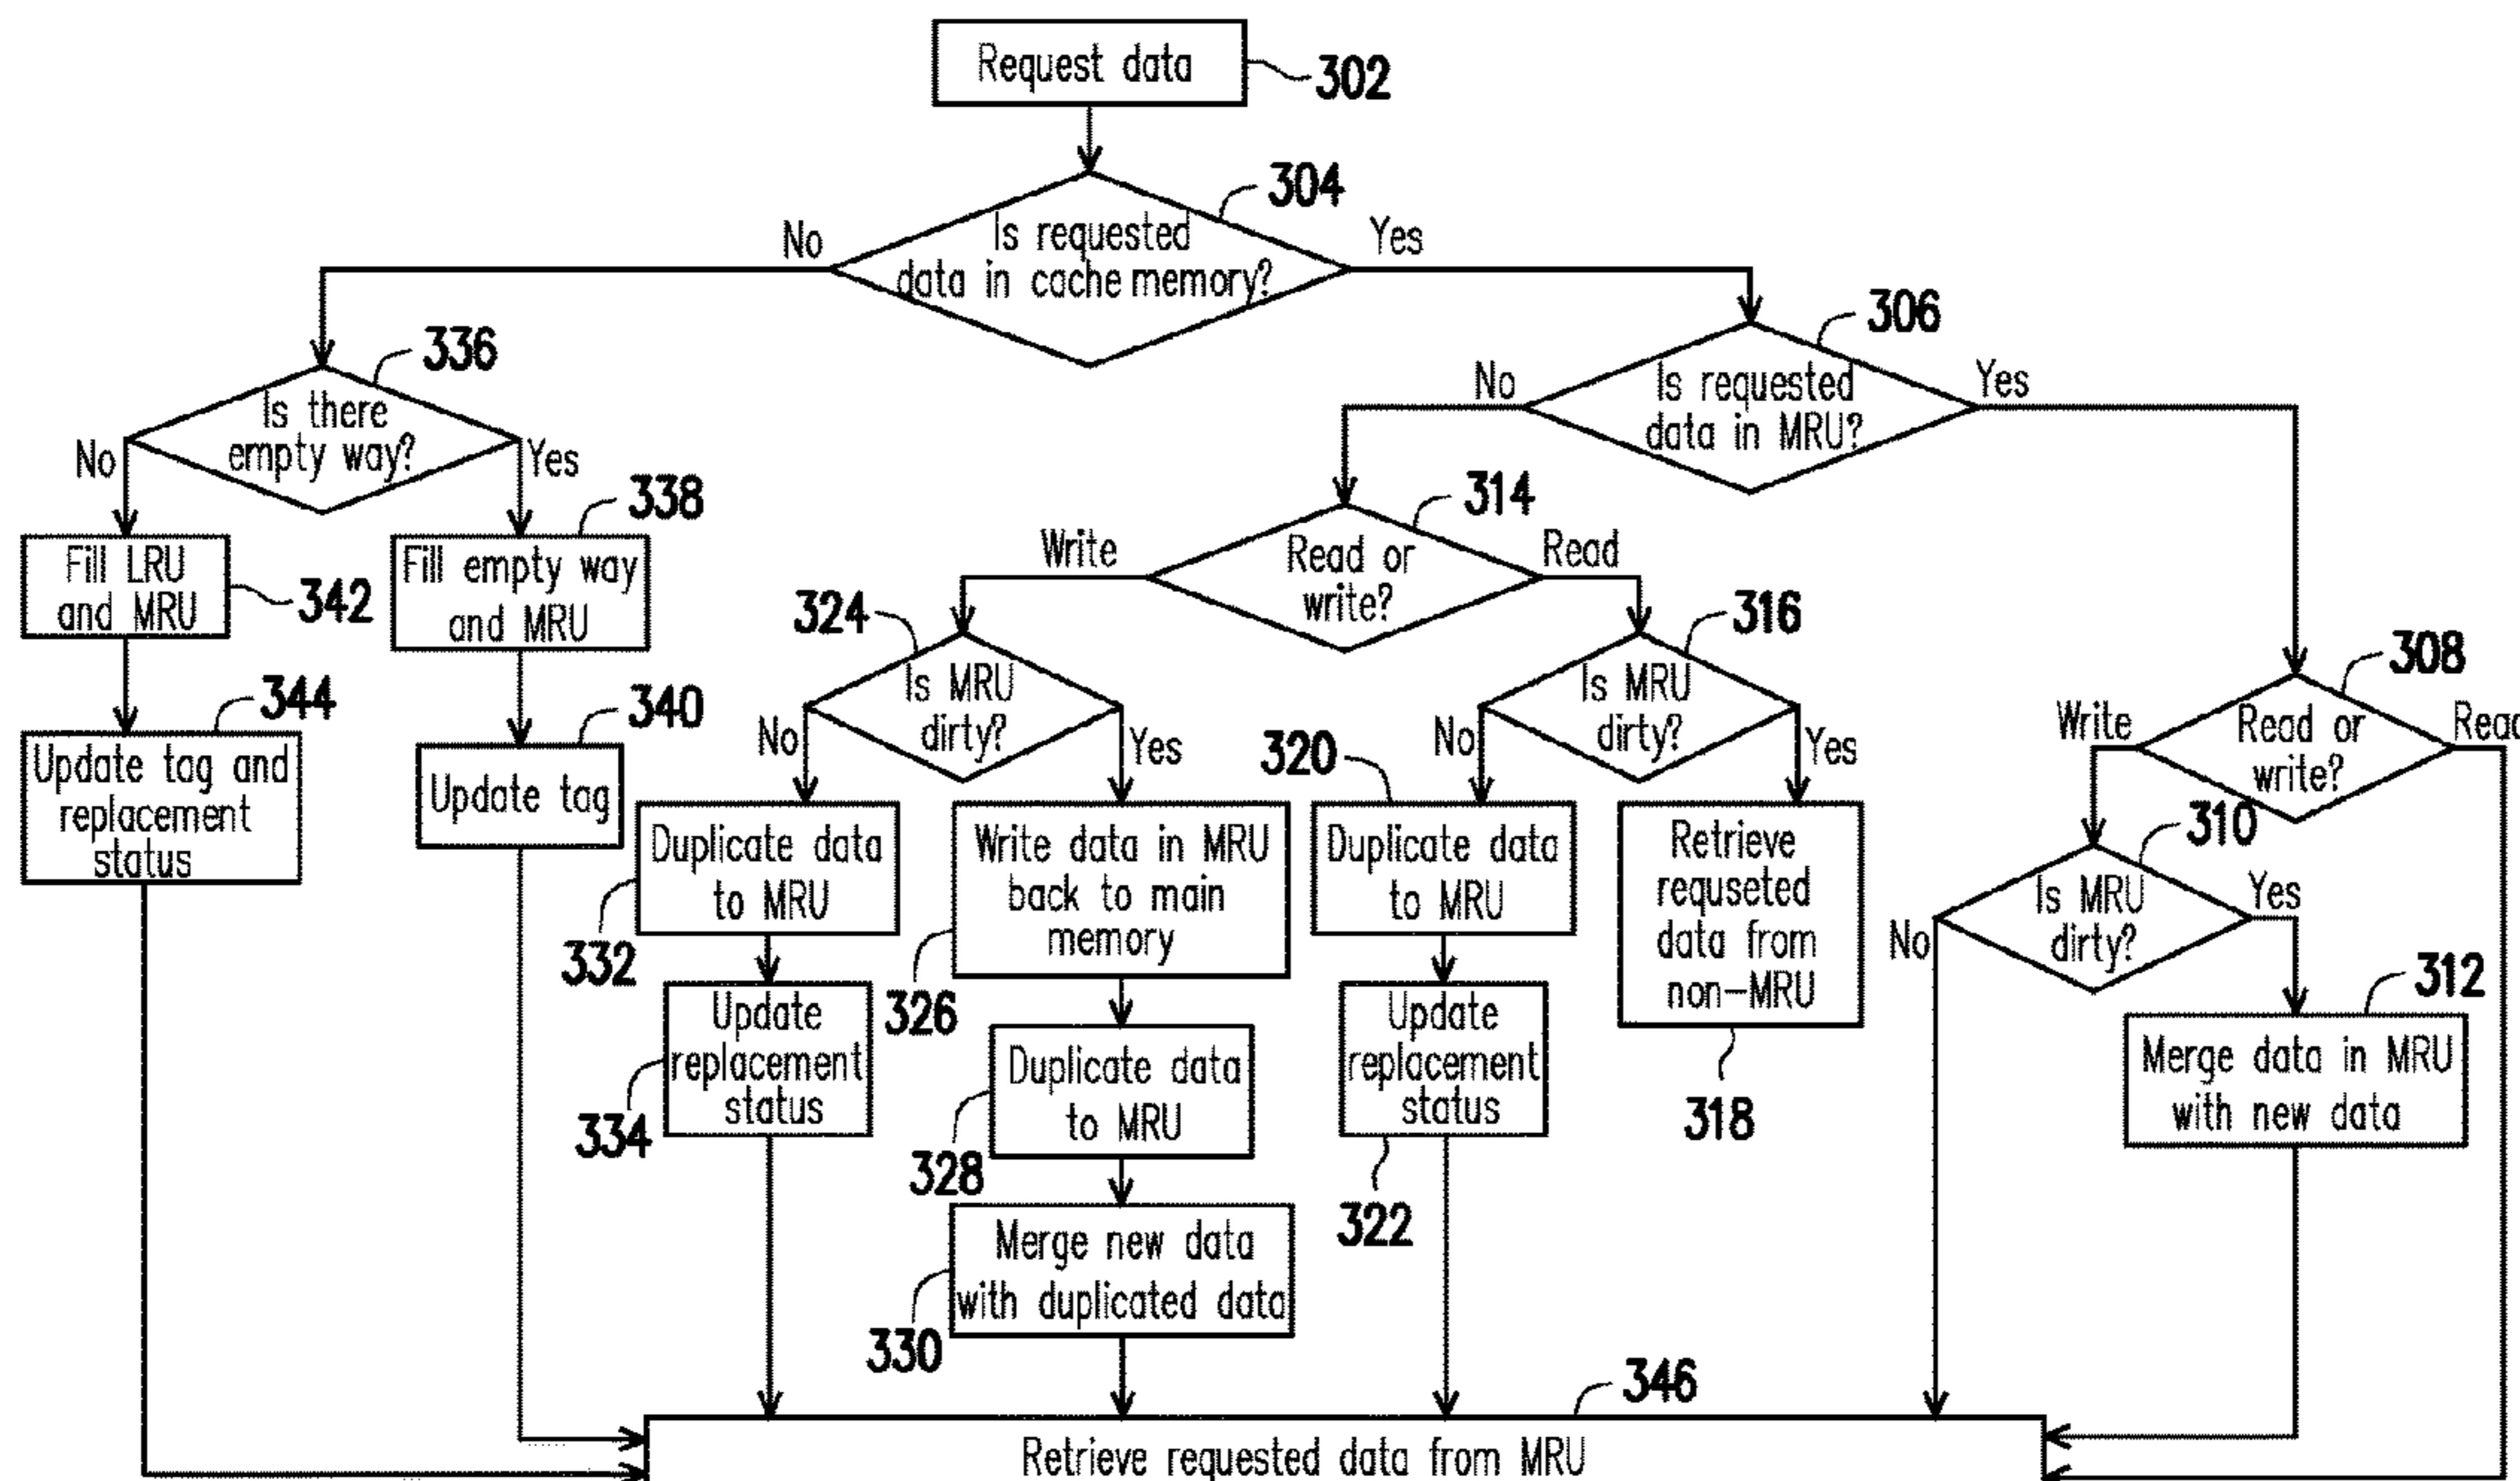 Request data
302
304
Is requested
data in cache memory?
No
Yes
306
Is requested
data in MRU?
No
Yes
336
Is there
empty way?
No
Yes
338
Fill LRU
and MRU
342
Fill empty way
and MRU
314
Read or
write?
Write
Read
324
Is MRU
dirty?
No
Yes
316
Is MRU
dirty?
No
Yes
308
Read or
write?
Write
Read
344
Update tag and
replacement
status
340
Update tag
320
310
Is MRU
dirty?
No
Yes
Duplicate data
to MRU
332
Write data in MRU
back to main
memory
326
Duplicate data
to MRU
Retrieve
requseted
data from
non-MRU
318
312
Merge data in MRU
with new data
Update
replacement
status
334
Duplicate data
to MRU
328
Update
replacement
status
322
Merge new data
with duplicated data
330
346
Retrieve requested data from MRU